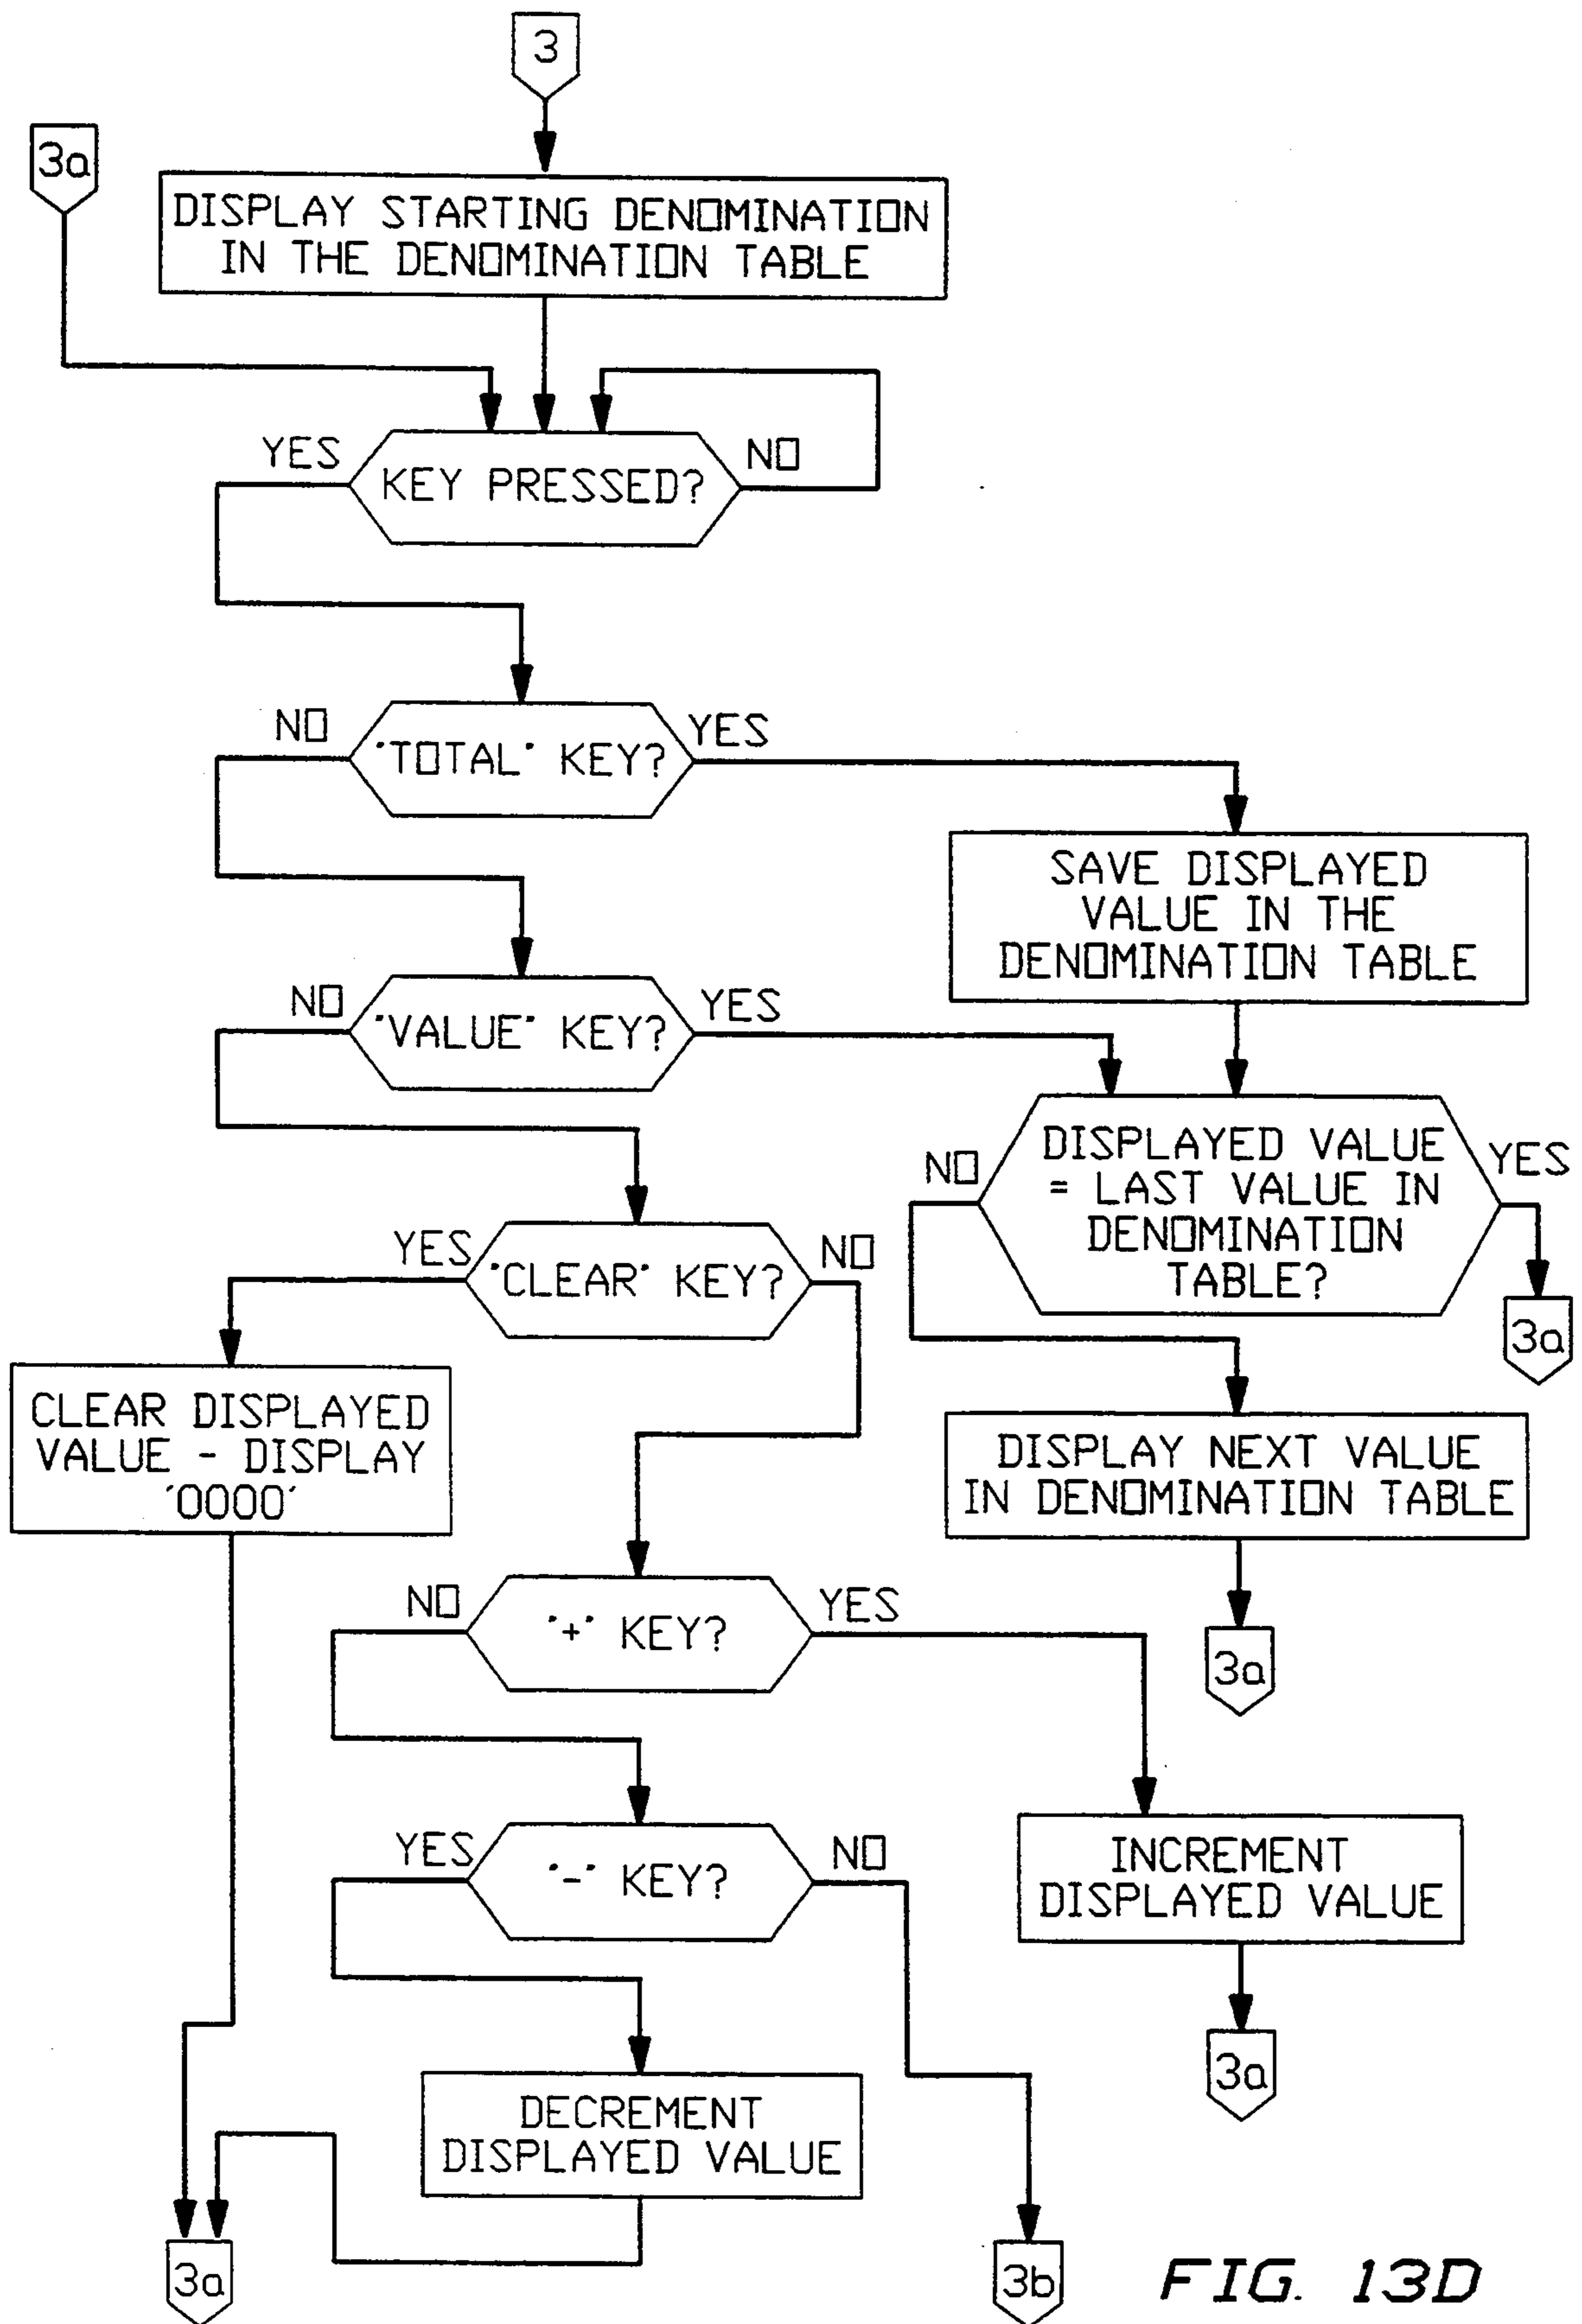 3
3a
DISPLAY STARTING DENOMINATION
IN THE DENOMINATION TABLE
YES
NO
KEY PRESSED?
NO
YES
"TOTAL" KEY?
SAVE DISPLAYED
VALUE IN THE
DENOMINATION TABLE
NO
YES
"VALUE" KEY?
NO
DISPLAYED VALUE
= LAST VALUE IN
DENOMINATION
TABLE?
YES
3a
YES
NO
"CLEAR" KEY?
CLEAR DISPLAYED
VALUE - DISPLAY
'0000'
DISPLAY NEXT VALUE
IN DENOMINATION TABLE
3a
NO
YES
"+" KEY?
YES
NO
"-" KEY?
INCREMENT
DISPLAYED VALUE
3a
DECREMENT
DISPLAYED VALUE
3a
3b
FIG. 13D